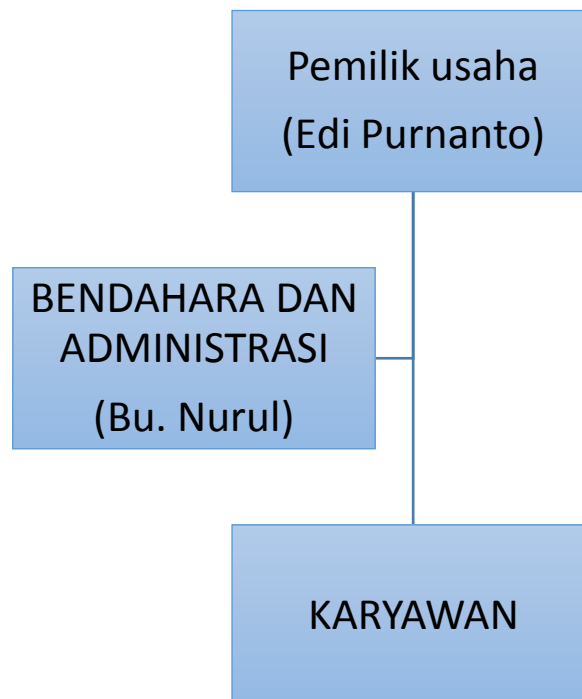 Pemilik usaha
(Edi Purnanto)
BENDAHARA DAN
ADMINISTRASI
(Bu. Nurul)
KARYAWAN